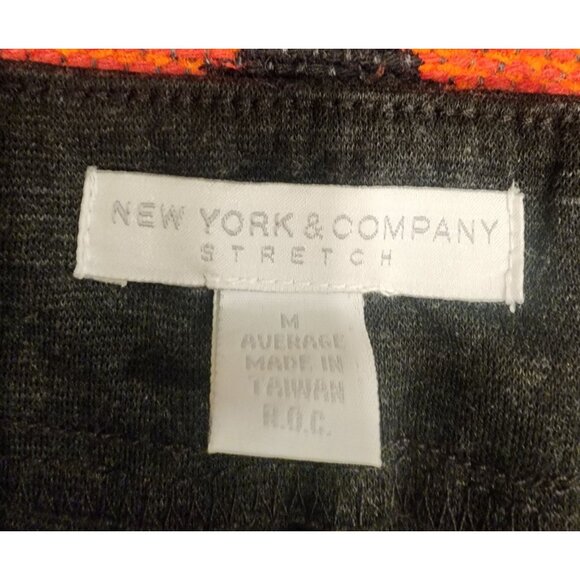 NEW YORK & COMPANY
STRETCH
M
AVERAGE
MADE IN
TAIWAN
R.O.C.